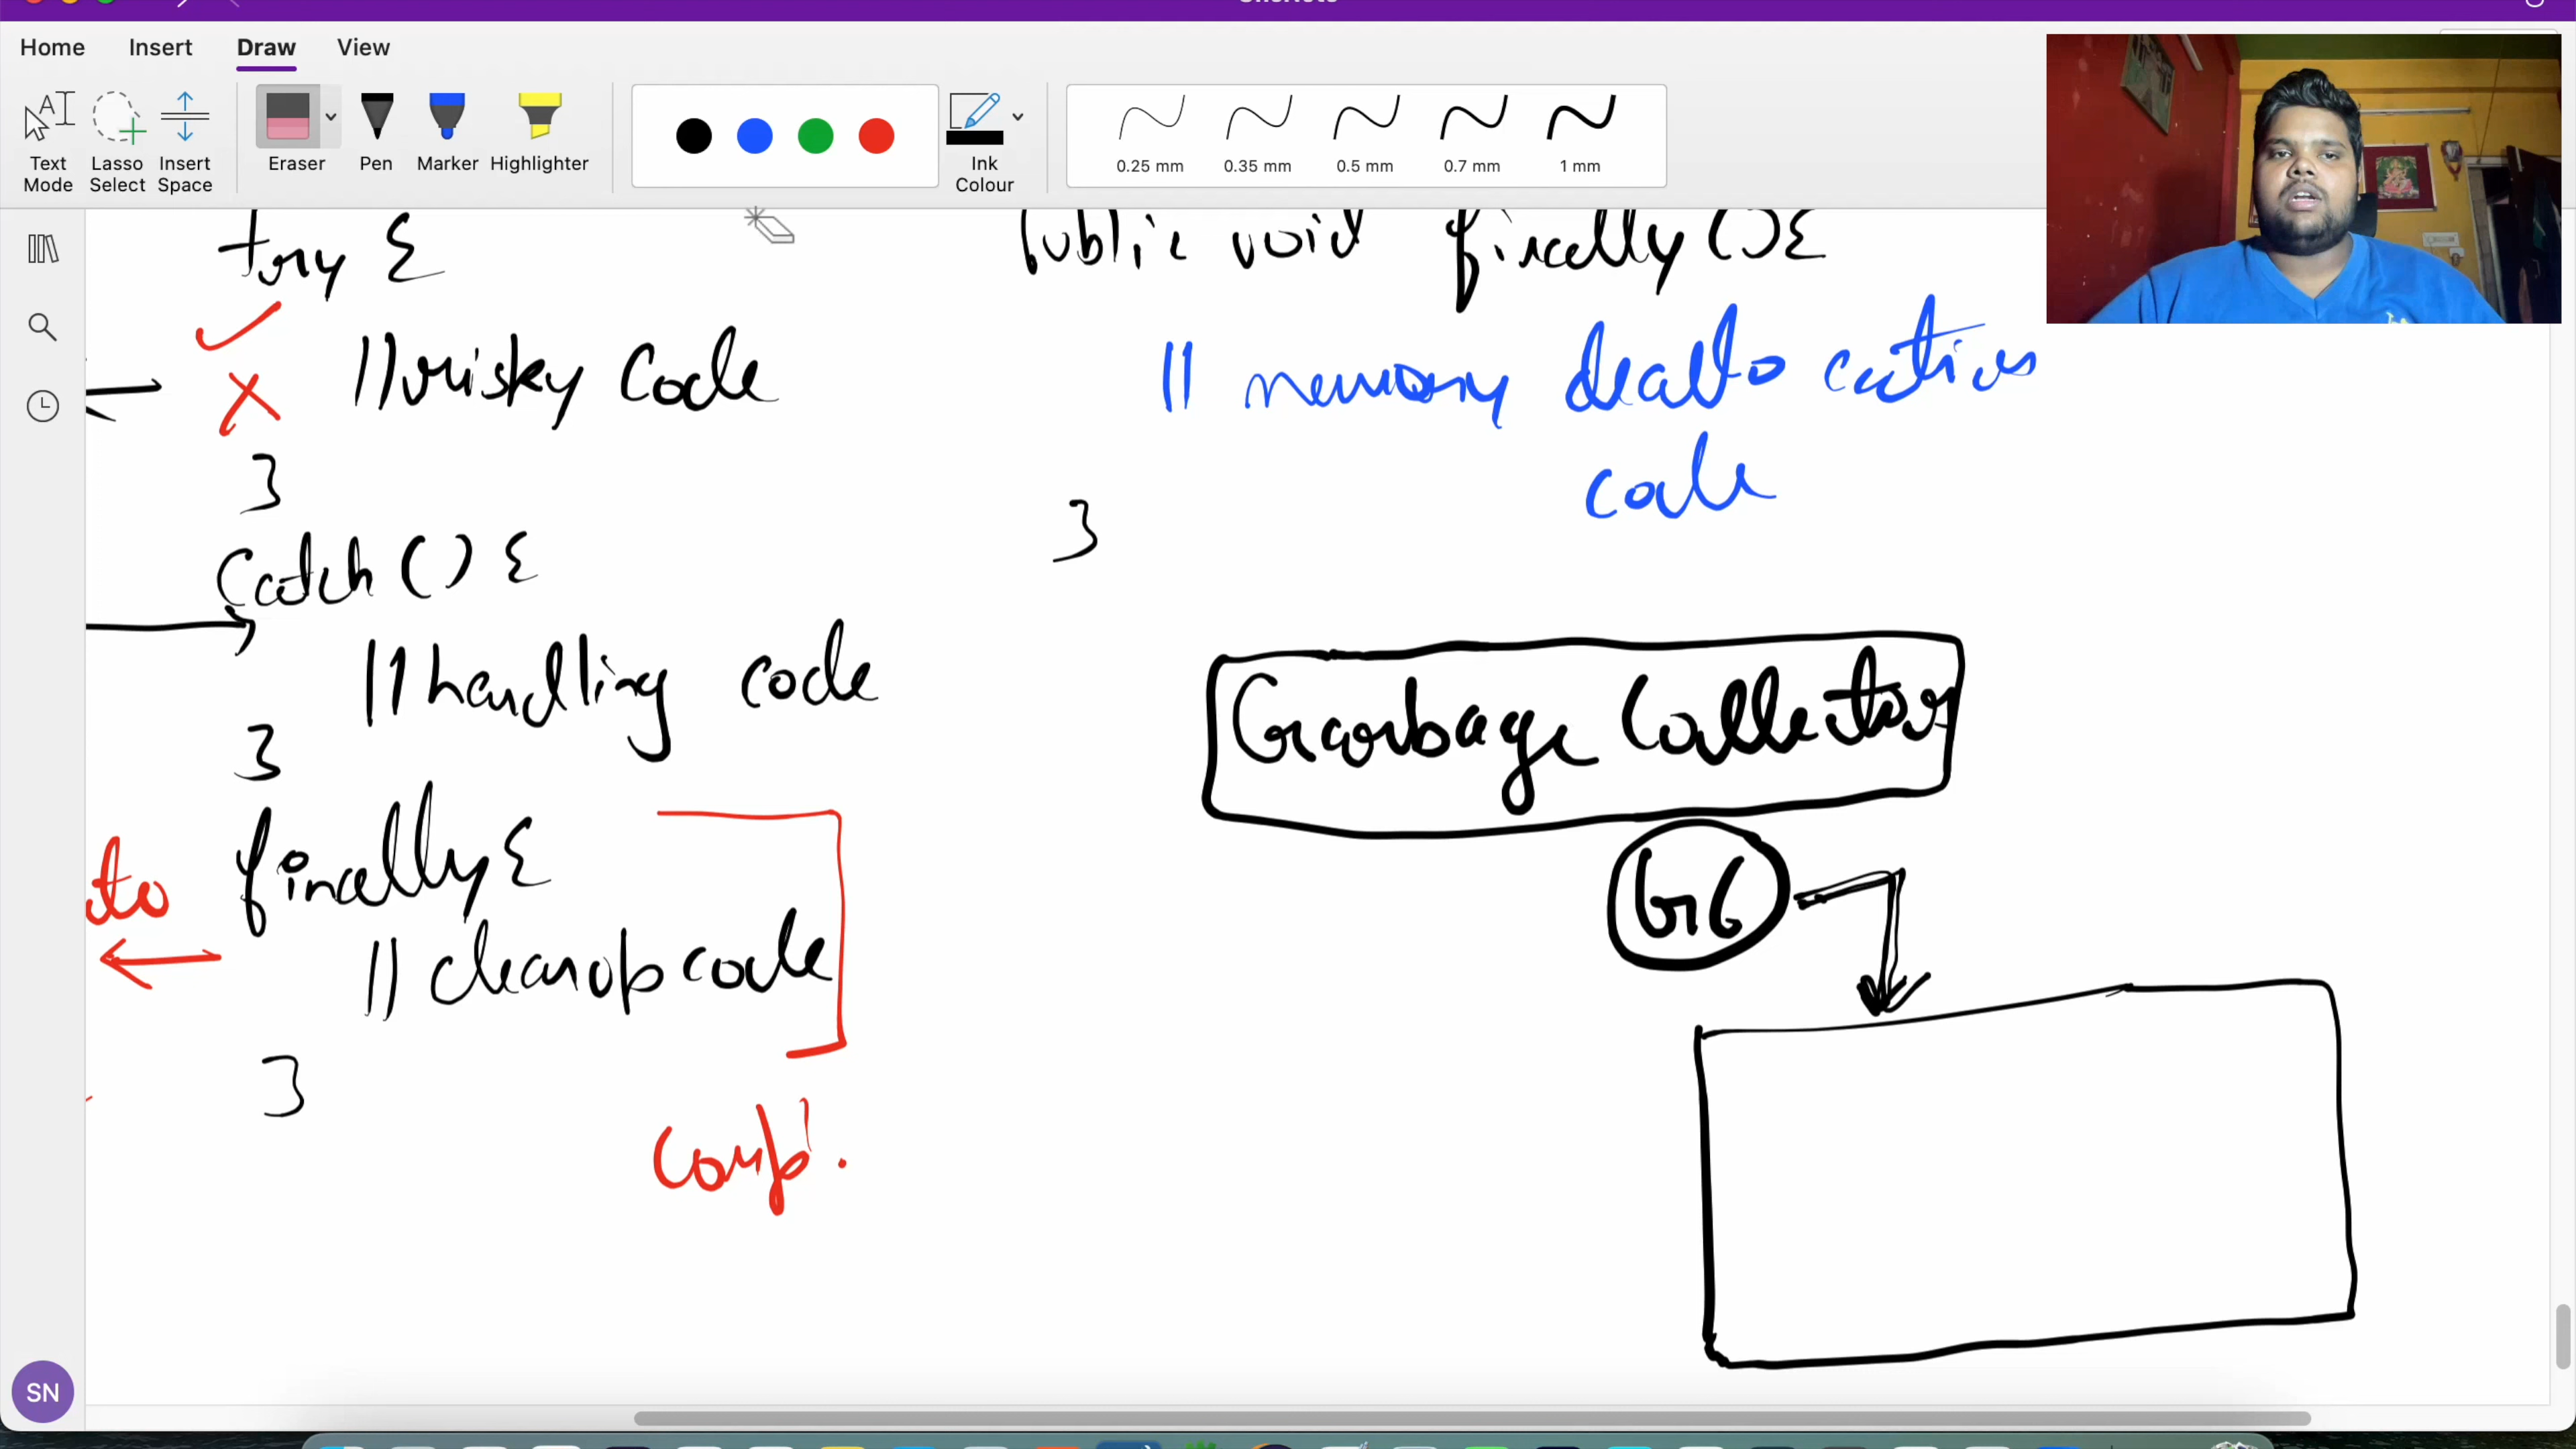 Home Insert Draw View
Text Mode
Lasso Select
Insert Space
Eraser
Pen
Marker
Highlighter
Ink Colour
0.25 mm
0.35 mm
0.5 mm
0.7 mm
1 mm
try {
//risky code
}
catch () {
//handling code
}
finally {
// cleanup code
}
to
Compl.
Public void finally () {
// memory deallocation
code
}
Garbage Collector
GC
SN